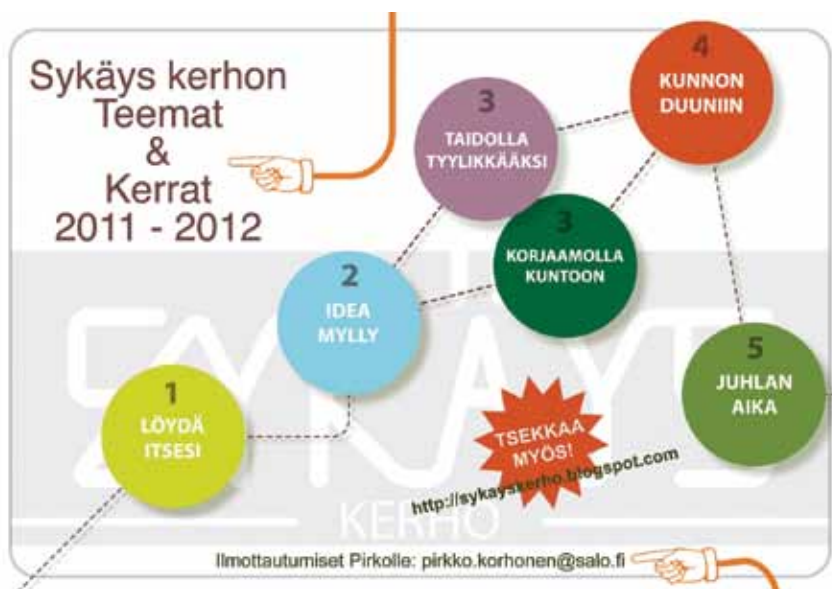 Sykäys kerhon
Teemat
&
Kerrat
2011 - 2012
1
LÖYDÄ
ITSESI
2
IDEA
MYLLY
3
TAIDOLLA
TYYLIKKÄÄKSI
3
KORJAAMOLLA
KUNTOON
4
KUNNON
DUUNIIN
5
JUHLAN
AIKA
TSEKKAA
MYÖS!
http://sykayskerho.blogspot.com
SYKÄYS
KERHO
Ilmottautumiset Pirkolle: pirkko.korhonen@salo.fi